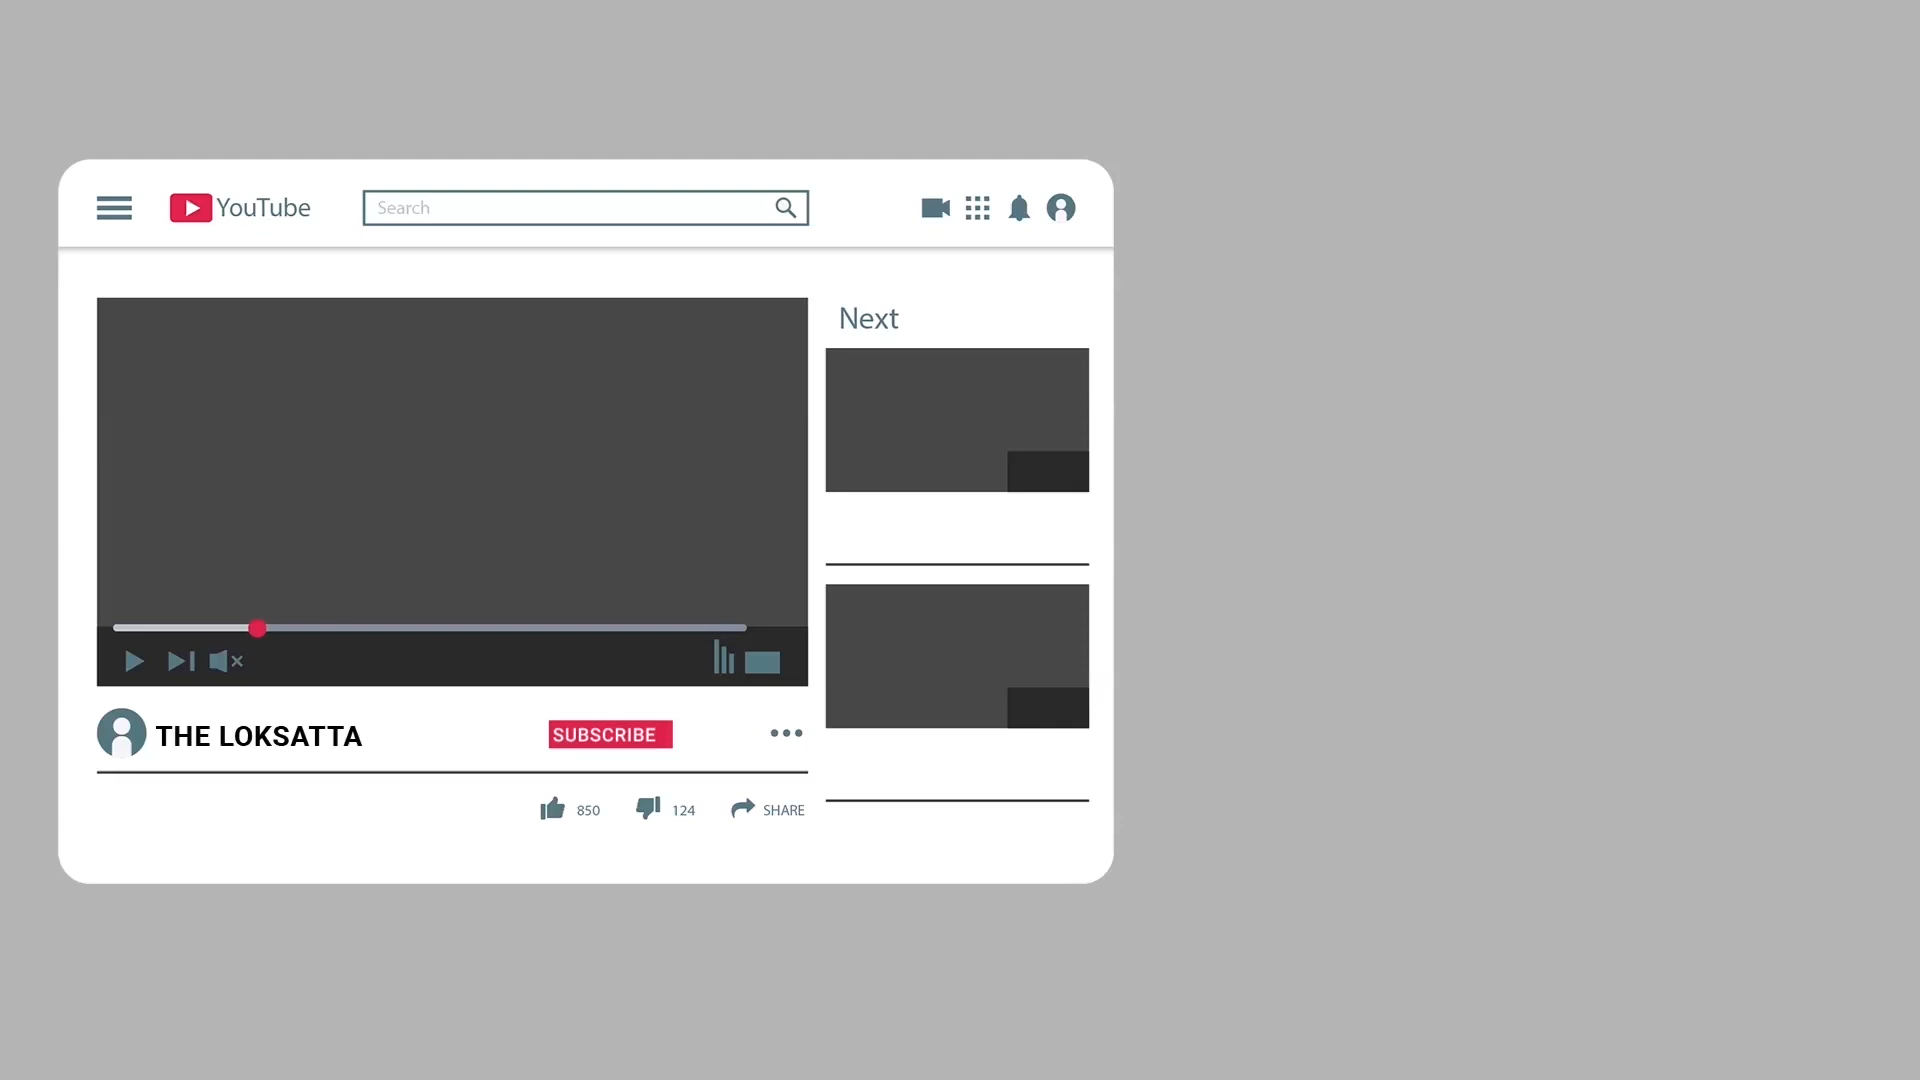 YouTube
Search
Next
THE LOKSATTA
SUBSCRIBE
850
124
SHARE